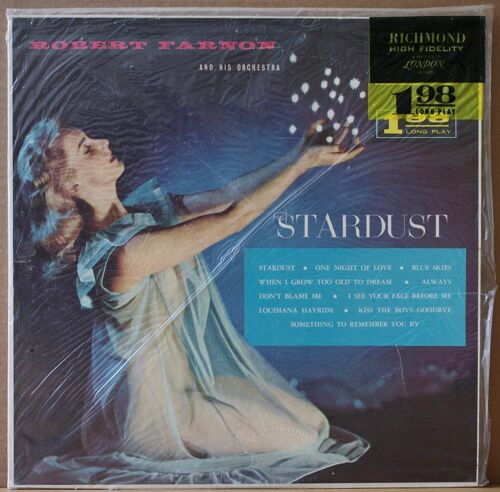 ROBERT FARNON
AND HIS ORCHESTRA
RICHMOND
HIGH FIDELITY
LONDON
1 98
LONG PLAY
1 98
LONG PLAY
STARDUST
STARDUST • ONE NIGHT OF LOVE • BLUE SKIES
WHEN I GROW TOO OLD TO DREAM • ALWAYS
DON'T BLAME ME • I SEE YOUR FACE BEFORE ME
LOUISIANA HAYRIDE • KISS THE BOYS GOODBYE
SOMETHING TO REMEMBER YOU BY